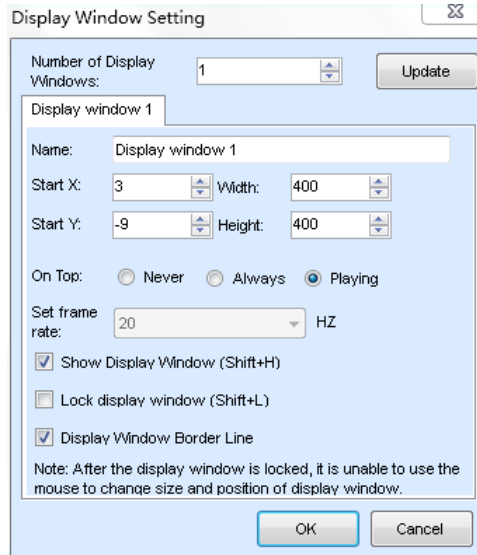 Display Window Setting
Number of Display Windows: 1 Update
Display window 1
Name: Display window 1
Start X: 3 Width: 400
Start Y: -9 Height: 400
On Top: Never Always Playing
Set frame rate: 20 HZ
Show Display Window (Shift+H)
Lock display window (Shift+L)
Display Window Border Line
Note: After the display window is locked, it is unable to use the
mouse to change size and position of display window.
OK Cancel